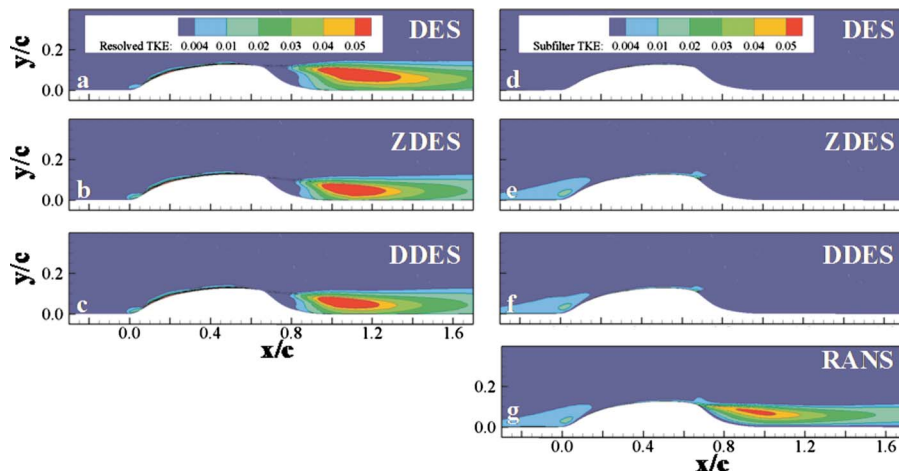 Resolved TKE: 0.004 0.01 0.02 0.03 0.04 0.05
DES
y/c
0.2
0.0
a
Subfilter TKE: 0.004 0.01 0.02 0.03 0.04 0.05
DES
d
ZDES
y/c
0.2
0.0
b
ZDES
e
DDES
y/c
0.2
0.0
c
0.0 0.4 0.8 1.2 1.6
x/c
DDES
f
RANS
0.2
0.0
g
0.0 0.4 0.8 1.2 1.6
x/c